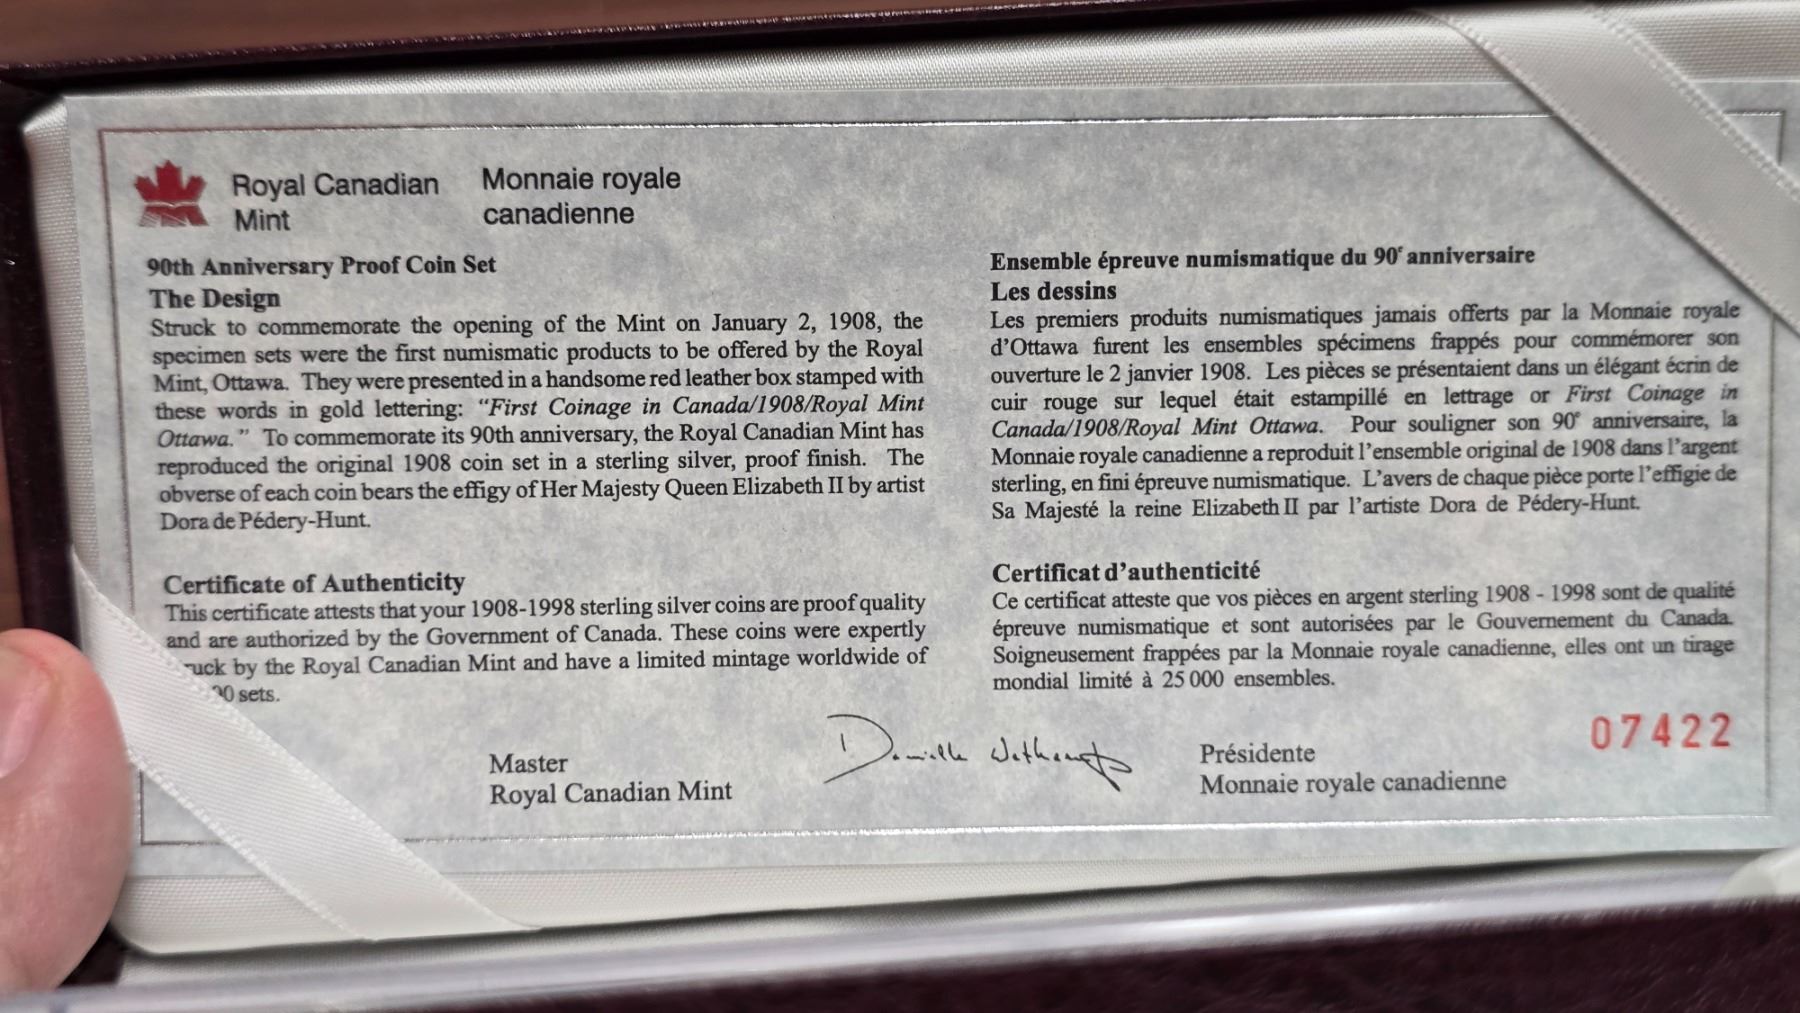 Royal Canadian
Mint
Monnaie royale
canadienne
90th Anniversary Proof Coin Set
The Design
Struck to commemorate the opening of the Mint on January 2, 1908, the
specimen sets were the first numismatic products to be offered by the Royal
Mint, Ottawa. They were presented in a handsome red leather box stamped with
these words in gold lettering: “First Coinage in Canada/1908/Royal Mint
Ottawa.” To commemorate its 90th anniversary, the Royal Canadian Mint has
reproduced the original 1908 coin set in a sterling silver, proof finish. The
obverse of each coin bears the effigy of Her Majesty Queen Elizabeth II by artist
Dora de Pédery-Hunt.
Certificate of Authenticity
This certificate attests that your 1908-1998 sterling silver coins are proof quality
and are authorized by the Government of Canada. These coins were expertly
ruck by the Royal Canadian Mint and have a limited mintage worldwide of
00 sets.
Master
Royal Canadian Mint
Ensemble épreuve numismatique du 90e anniversaire
Les dessins
Les premiers produits numismatiques jamais offerts par la Monnaie royale
d’Ottawa furent les ensembles spécimens frappés pour commémorer son
ouverture le 2 janvier 1908. Les pièces se présentaient dans un élégant écrin de
cuir rouge sur lequel était estampillé en lettrage or First Coinage in
Canada/1908/Royal Mint Ottawa. Pour souligner son 90e anniversaire, la
Monnaie royale canadienne a reproduit l’ensemble original de 1908 dans l’argent
sterling, en fini épreuve numismatique. L’avers de chaque pièce porte l’effigie de
Sa Majesté la reine Elizabeth II par l’artiste Dora de Pédery-Hunt.
Certificat d’authenticité
Ce certificat atteste que vos pièces en argent sterling 1908 - 1998 sont de qualité
épreuve numismatique et sont autorisées par le Gouvernement du Canada.
Soigneusement frappées par la Monnaie royale canadienne, elles ont un tirage
mondial limité à 25 000 ensembles.
07422
Présidente
Monnaie royale canadienne